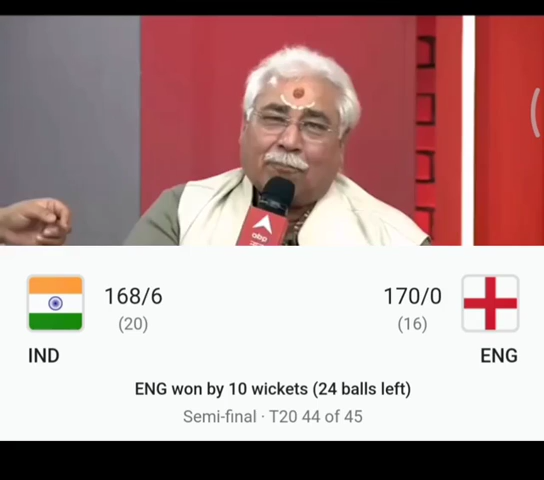 abp
168/6
170/0
(20)
(16)
IND
ENG
ENG won by 10 wickets (24 balls left)
Semi-final · T20 44 of 45